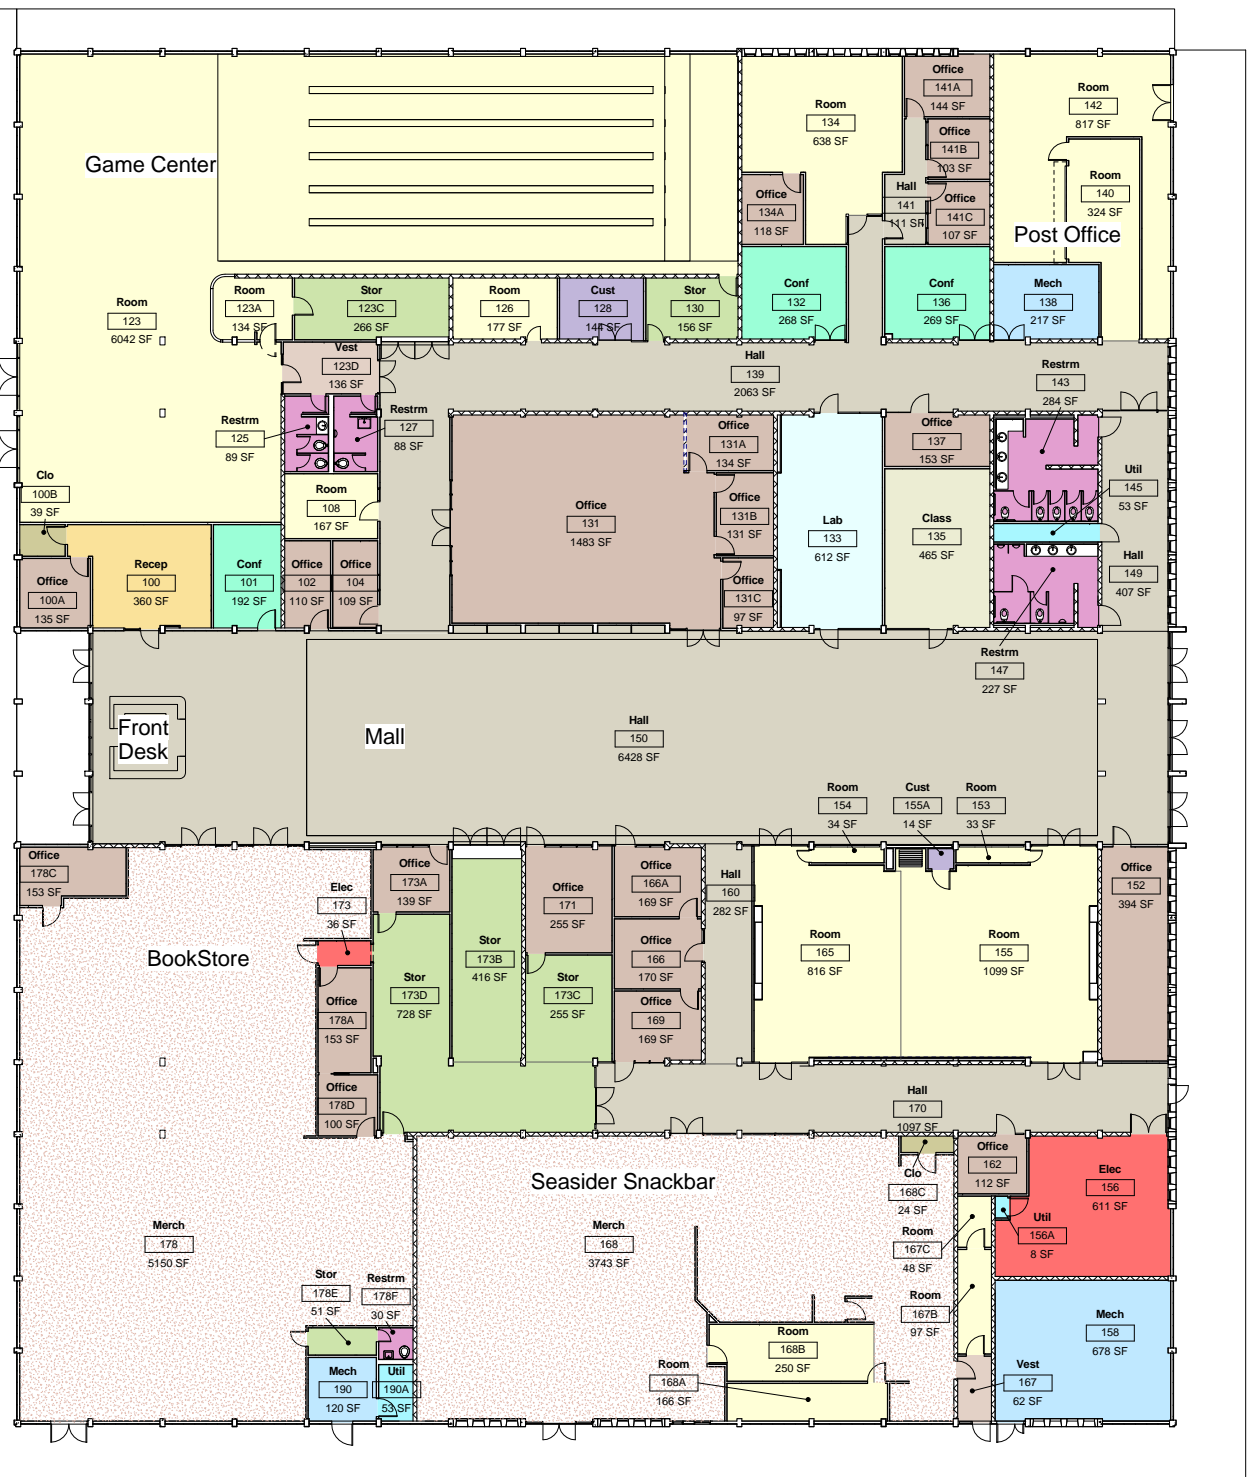 Office
141A
144 SF
Room
142
817 SF
Room
134
638 SF
Office
141B
103 SF
Game Center
Room
140
324 SF
Office
134A
118 SF
Hall
141
111 SF
Office
141C
107 SF
Post Office
Room
123
6042 SF
Room
123A
134 SF
Stor
123C
266 SF
Room
126
177 SF
Cust
128
144 SF
Stor
130
156 SF
Conf
132
268 SF
Conf
136
269 SF
Mech
138
217 SF
Vest
123D
136 SF
Hall
139
2063 SF
Restrm
143
284 SF
Restrm
125
89 SF
Restrm
127
88 SF
Office
131A
134 SF
Office
137
153 SF
Clo
100B
39 SF
Room
108
167 SF
Office
131
1483 SF
Office
131B
131 SF
Lab
133
612 SF
Class
135
465 SF
Util
145
53 SF
Office
100A
135 SF
Recep
100
360 SF
Conf
101
192 SF
Office
102
110 SF
Office
104
109 SF
Office
131C
97 SF
Hall
149
407 SF
Restrm
147
227 SF
Front
Desk
Mall
Hall
150
6428 SF
Room
154
34 SF
Cust
155A
14 SF
Room
153
33 SF
Office
178C
153 SF
Office
173A
139 SF
Office
171
255 SF
Office
166A
169 SF
Hall
160
282 SF
Office
152
394 SF
Elec
173
36 SF
BookStore
Stor
173B
416 SF
Office
166
170 SF
Room
165
816 SF
Room
155
1099 SF
Office
178A
153 SF
Stor
173D
728 SF
Stor
173C
255 SF
Office
169
169 SF
Office
178D
100 SF
Hall
170
1097 SF
Seasider Snackbar
Office
162
112 SF
Elec
156
611 SF
Clo
168C
24 SF
Util
156A
8 SF
Merch
178
5150 SF
Merch
168
3743 SF
Room
167C
48 SF
Stor
178E
51 SF
Restrm
178F
30 SF
Room
167B
97 SF
Mech
158
678 SF
Room
168B
250 SF
Mech
190
120 SF
Util
190A
53 SF
Room
168A
166 SF
Vest
167
62 SF